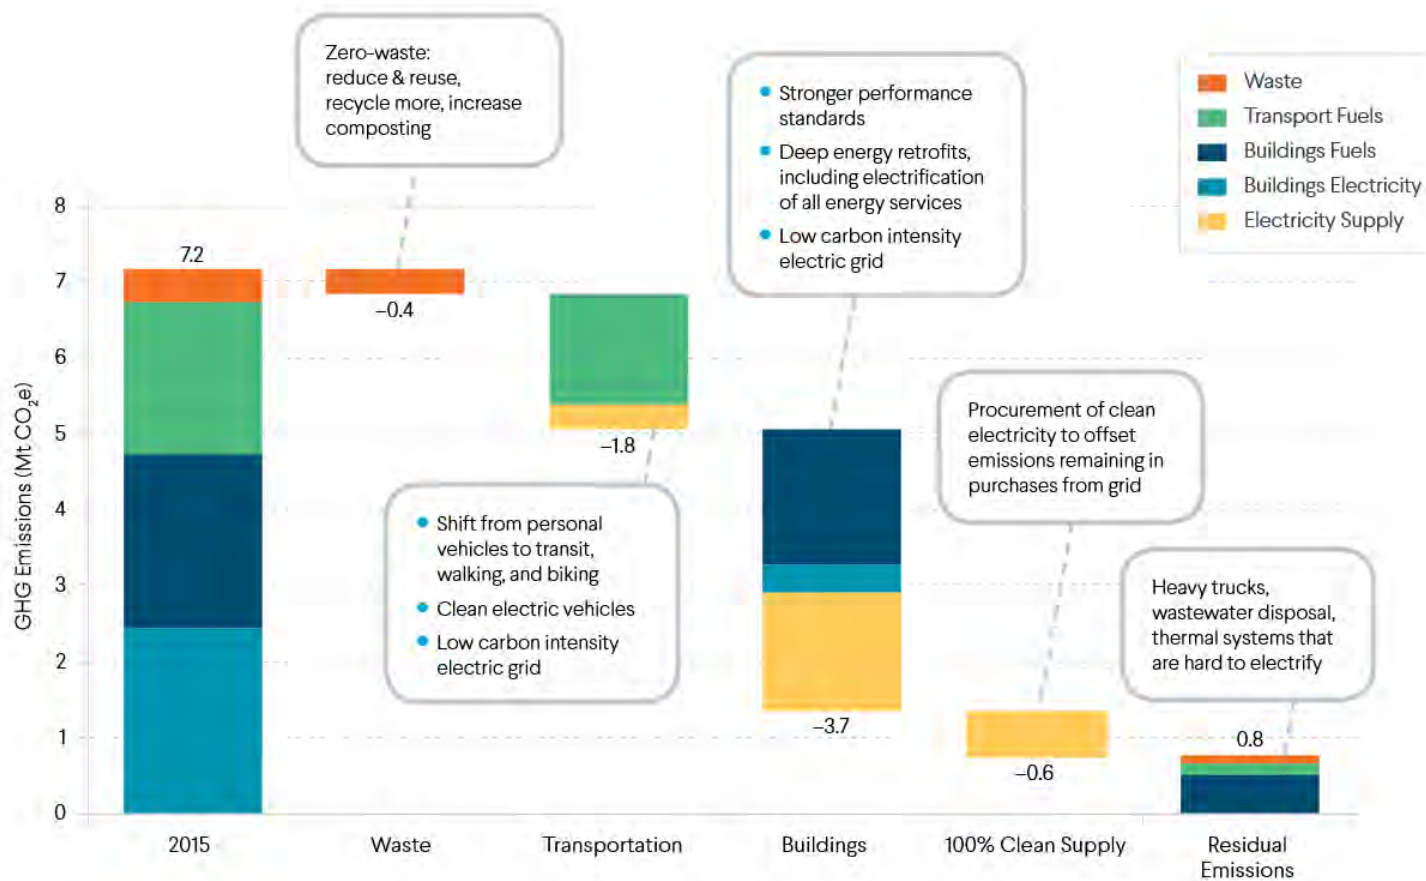 Zero-waste:
reduce & reuse,
recycle more, increase
composting
Stronger performance
standards
Deep energy retrofits,
including electrification
of all energy services
Low carbon intensity
electric grid
Waste
Transport Fuels
Buildings Fuels
Buildings Electricity
Electricity Supply
GHG Emissions (Mt CO₂e)
8
7
6
5
4
3
2
1
0
7.2
−0.4
−1.8
−3.7
−0.6
0.8
Shift from personal
vehicles to transit,
walking, and biking
Clean electric vehicles
Low carbon intensity
electric grid
Procurement of clean
electricity to offset
emissions remaining in
purchases from grid
Heavy trucks,
wastewater disposal,
thermal systems that
are hard to electrify
2015
Waste
Transportation
Buildings
100% Clean Supply
Residual
Emissions